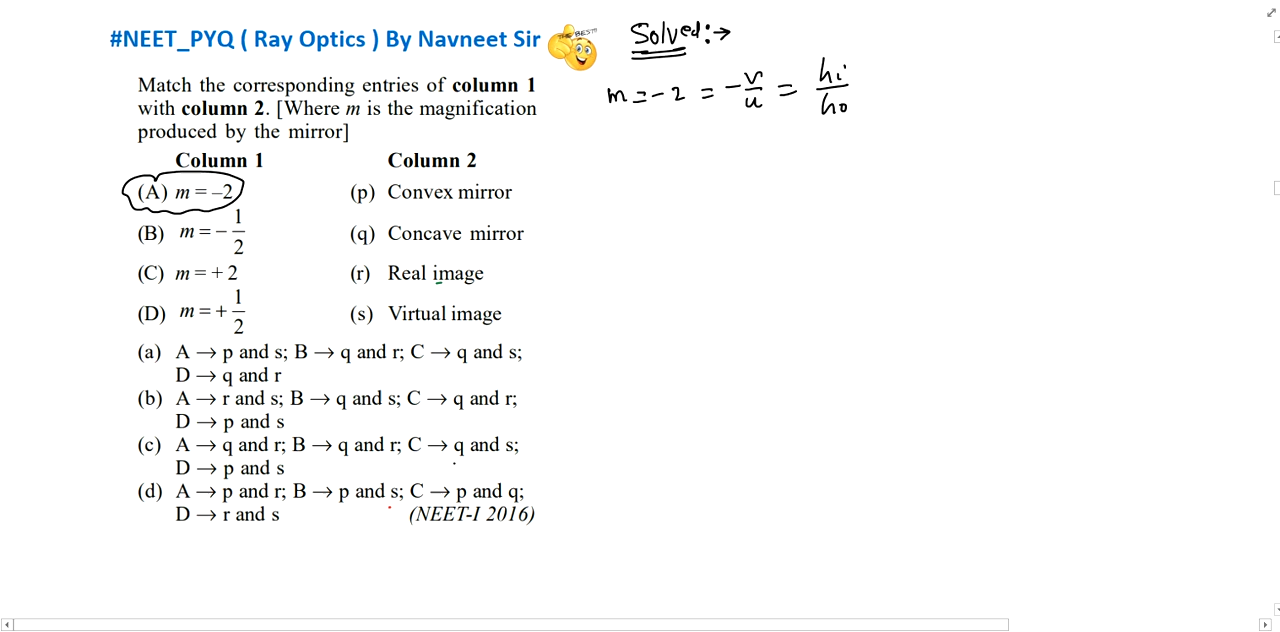 #NEET_PYQ ( Ray Optics ) By Navneet Sir
THE BEST!!
Solved:→
m = -2 = -v/u = hi/ho
Match the corresponding entries of column 1
with column 2. [Where m is the magnification
produced by the mirror]
Column 1 Column 2
(A) m = –2 (p) Convex mirror
(B) m = – 1/2 (q) Concave mirror
(C) m = + 2 (r) Real image
(D) m = + 1/2 (s) Virtual image
(a) A → p and s; B → q and r; C → q and s;
D → q and r
(b) A → r and s; B → q and s; C → q and r;
D → p and s
(c) A → q and r; B → q and r; C → q and s;
D → p and s
(d) A → p and r; B → p and s; C → p and q;
D → r and s (NEET-I 2016)